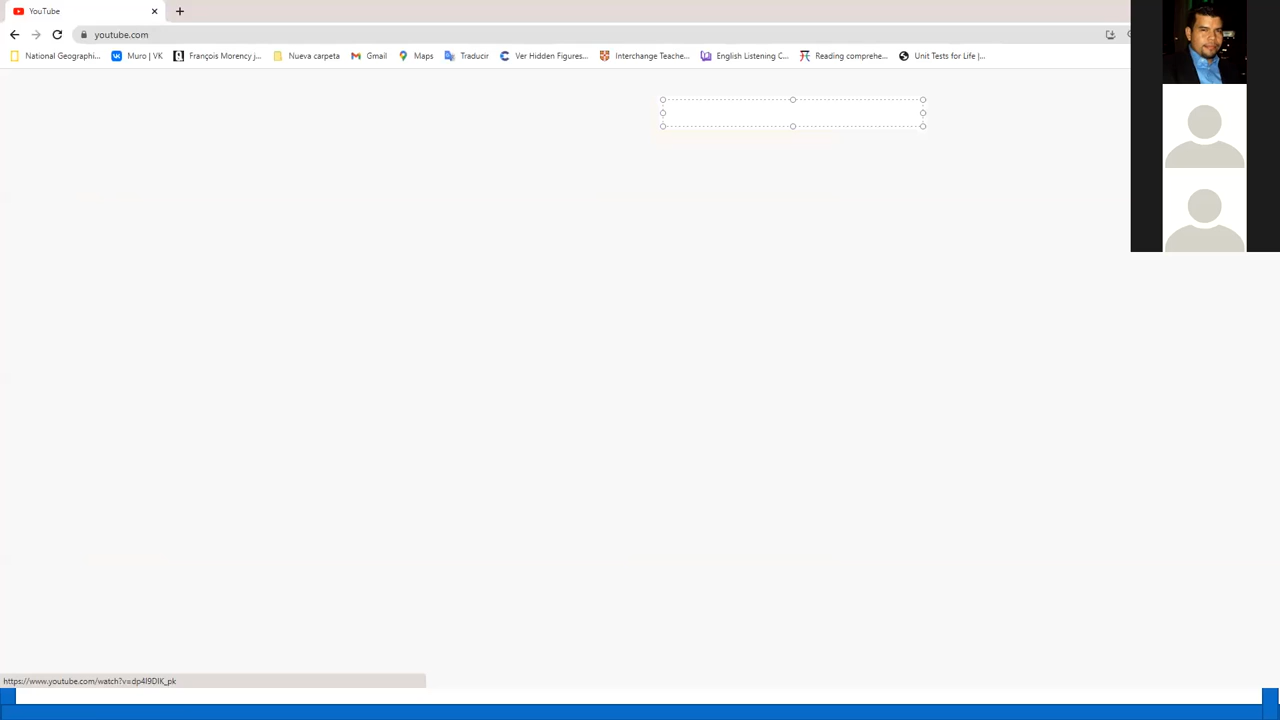 YouTube
youtube.com
National Geographi... Muro | VK François Morency j... Nueva carpeta Gmail Maps Traducir Ver Hidden Figures... Interchange Teache... English Listening C... Reading comprehe... Unit Tests for Life |...
https://www.youtube.com/watch?v=dp4I9DIK_pk